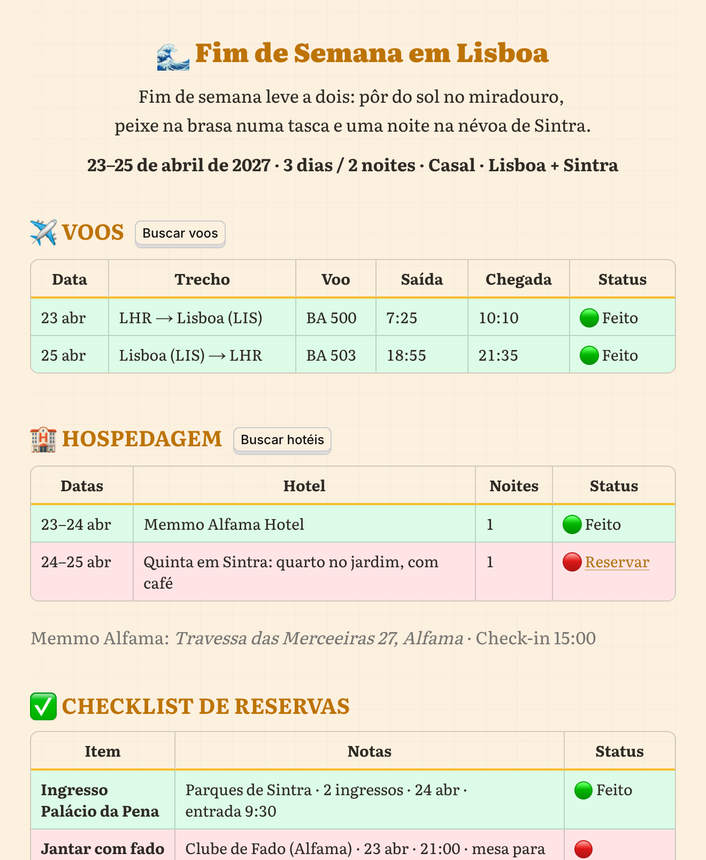 Fim de Semana em Lisboa
Fim de semana leve a dois: pôr do sol no miradouro,
peixe na brasa numa tasca e uma noite na névoa de Sintra.
23–25 de abril de 2027 · 3 dias / 2 noites · Casal · Lisboa + Sintra
VOOS Buscar voos
Data Trecho Voo Saída Chegada Status
23 abr LHR → Lisboa (LIS) BA 500 7:25 10:10 Feito
25 abr Lisboa (LIS) → LHR BA 503 18:55 21:35 Feito
HOSPEDAGEM Buscar hotéis
Datas Hotel Noites Status
23–24 abr Memmo Alfama Hotel 1 Feito
24–25 abr Quinta em Sintra: quarto no jardim, com 1 Reservar
café
Memmo Alfama: Travessa das Merceeiras 27, Alfama · Check-in 15:00
CHECKLIST DE RESERVAS
Item Notas Status
Ingresso Parques de Sintra · 2 ingressos · 24 abr · Feito
Palácio da Pena entrada 9:30
Jantar com fado Clube de Fado (Alfama) · 23 abr · 21:00 · mesa para